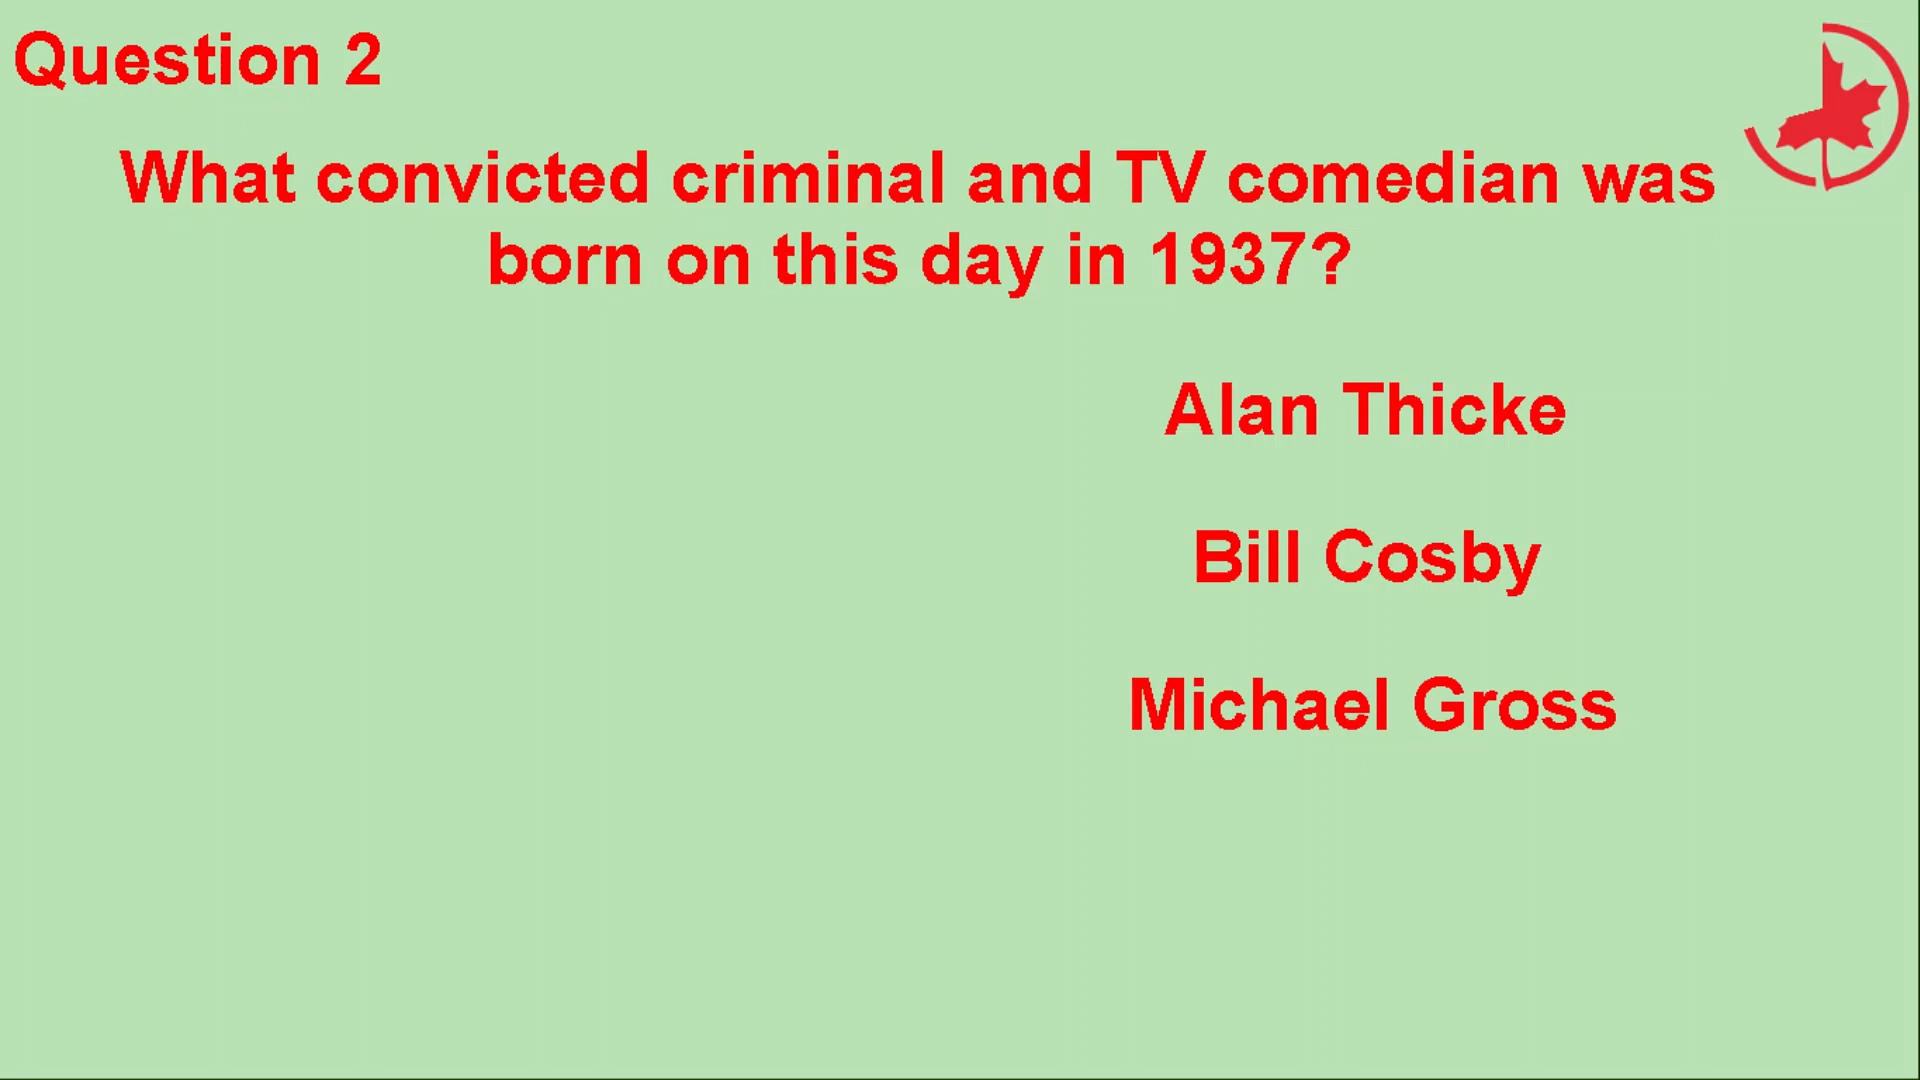 Question 2
What convicted criminal and TV comedian was
born on this day in 1937?
Alan Thicke
Bill Cosby
Michael Gross